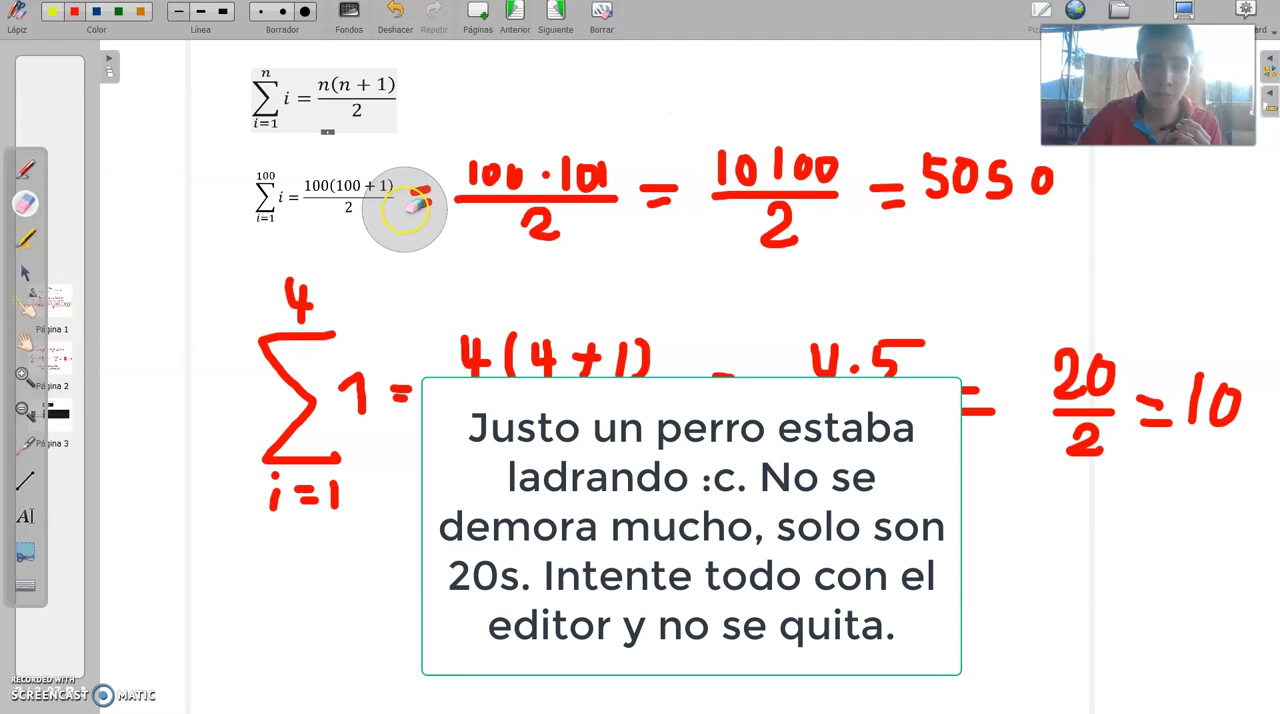 Lápiz Color Línea Borrador Fondos Deshacer Repetir Páginas Anterior Siguiente Borrar
n
∑ i = n(n + 1)
i=1 2
100
∑ i = 100(100 + 1) = 100 · 101 = 10100 = 5050
i=1 2 2 2
4
∑ 1 = 4(4+1) = 4·5 = 20 = 10
i=1 2
Página 1
Página 2
Página 3
AI
Justo un perro estaba
ladrando :c. No se
demora mucho, solo son
20s. Intente todo con el
editor y no se quita.
RECORDED WITH
SCREENCAST MATIC